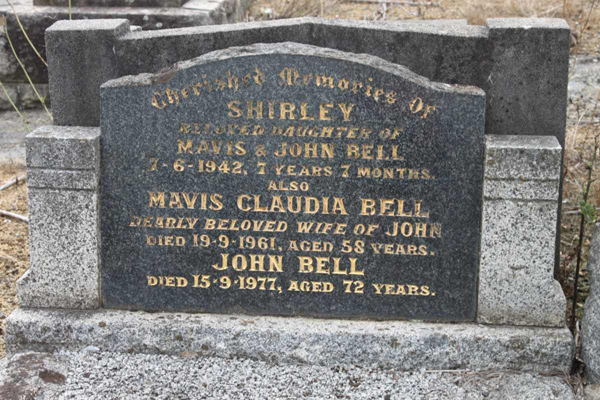 Cherished Memories Of
SHIRLEY
BELOVED DAUGHTER OF
MAVIS & JOHN BELL
7-6-1942, 7 YEARS 7 MONTHS.
ALSO
MAVIS CLAUDIA BELL
DEARLY BELOVED WIFE OF JOHN
DIED 19-9-1961, AGED 58 YEARS.
JOHN BELL
DIED 15-9-1977, AGED 72 YEARS.